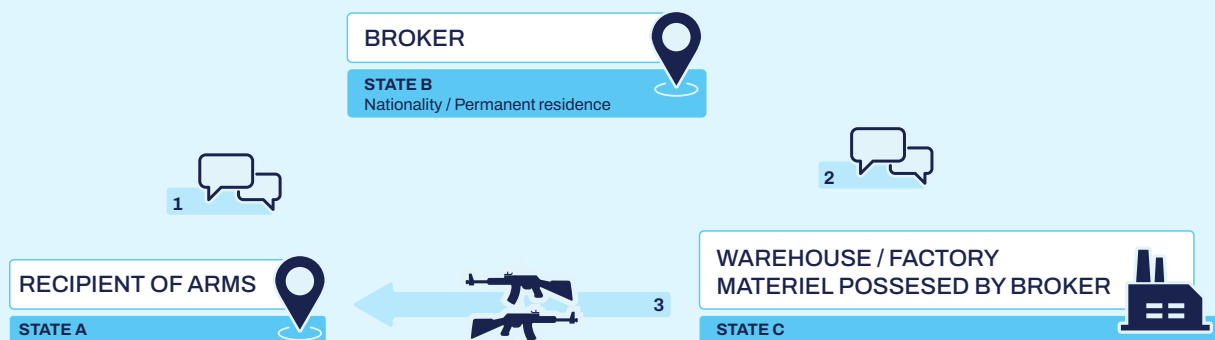 BROKER
STATE B
Nationality / Permanent residence
1
2
RECIPIENT OF ARMS
STATE A
3
WAREHOUSE / FACTORY
MATERIEL POSSESED BY BROKER
STATE C